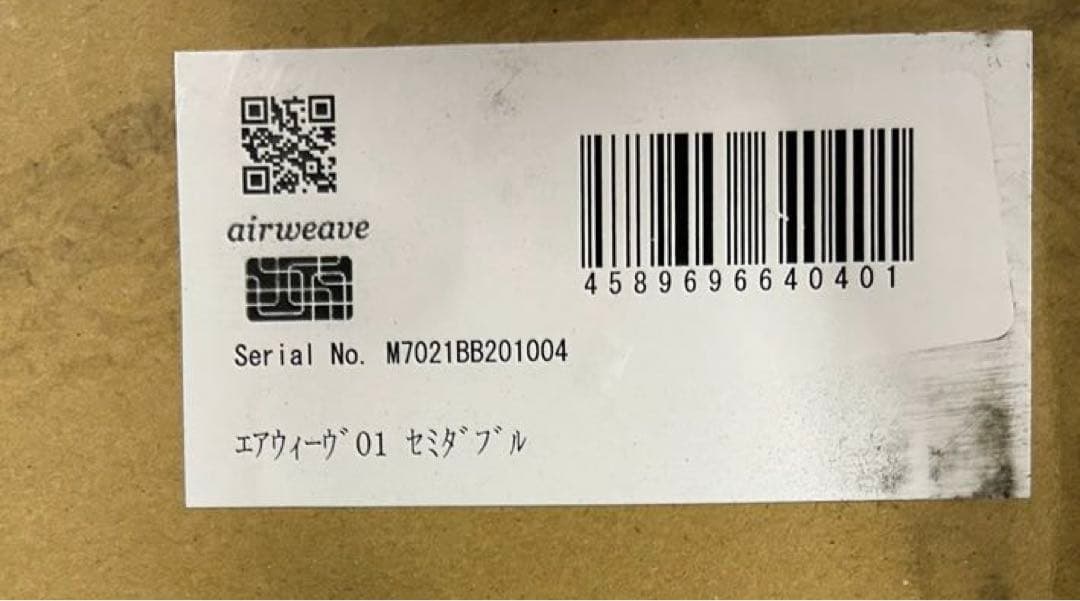 airweave
4589696640401
Serial No. M7021BB201004
ｴｱｳｨｰｳﾞ01 ｾﾐﾀﾞﾌﾞﾙ